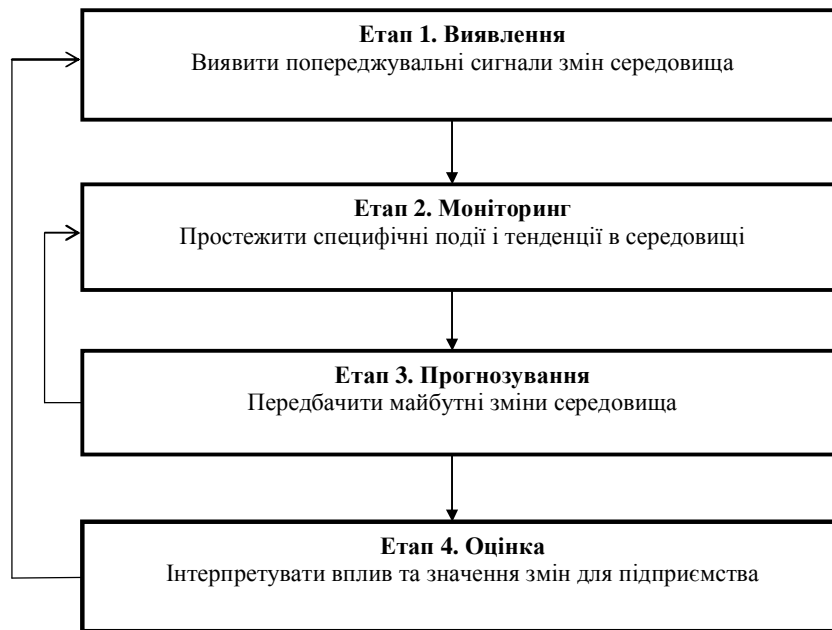 Етап 1. Виявлення
Виявити попереджувальні сигнали змін середовища
Етап 2. Моніторинг
Простежити специфічні події і тенденції в середовищі
Етап 3. Прогнозування
Передбачити майбутні зміни середовища
Етап 4. Оцінка
Інтерпретувати вплив та значення змін для підприємства